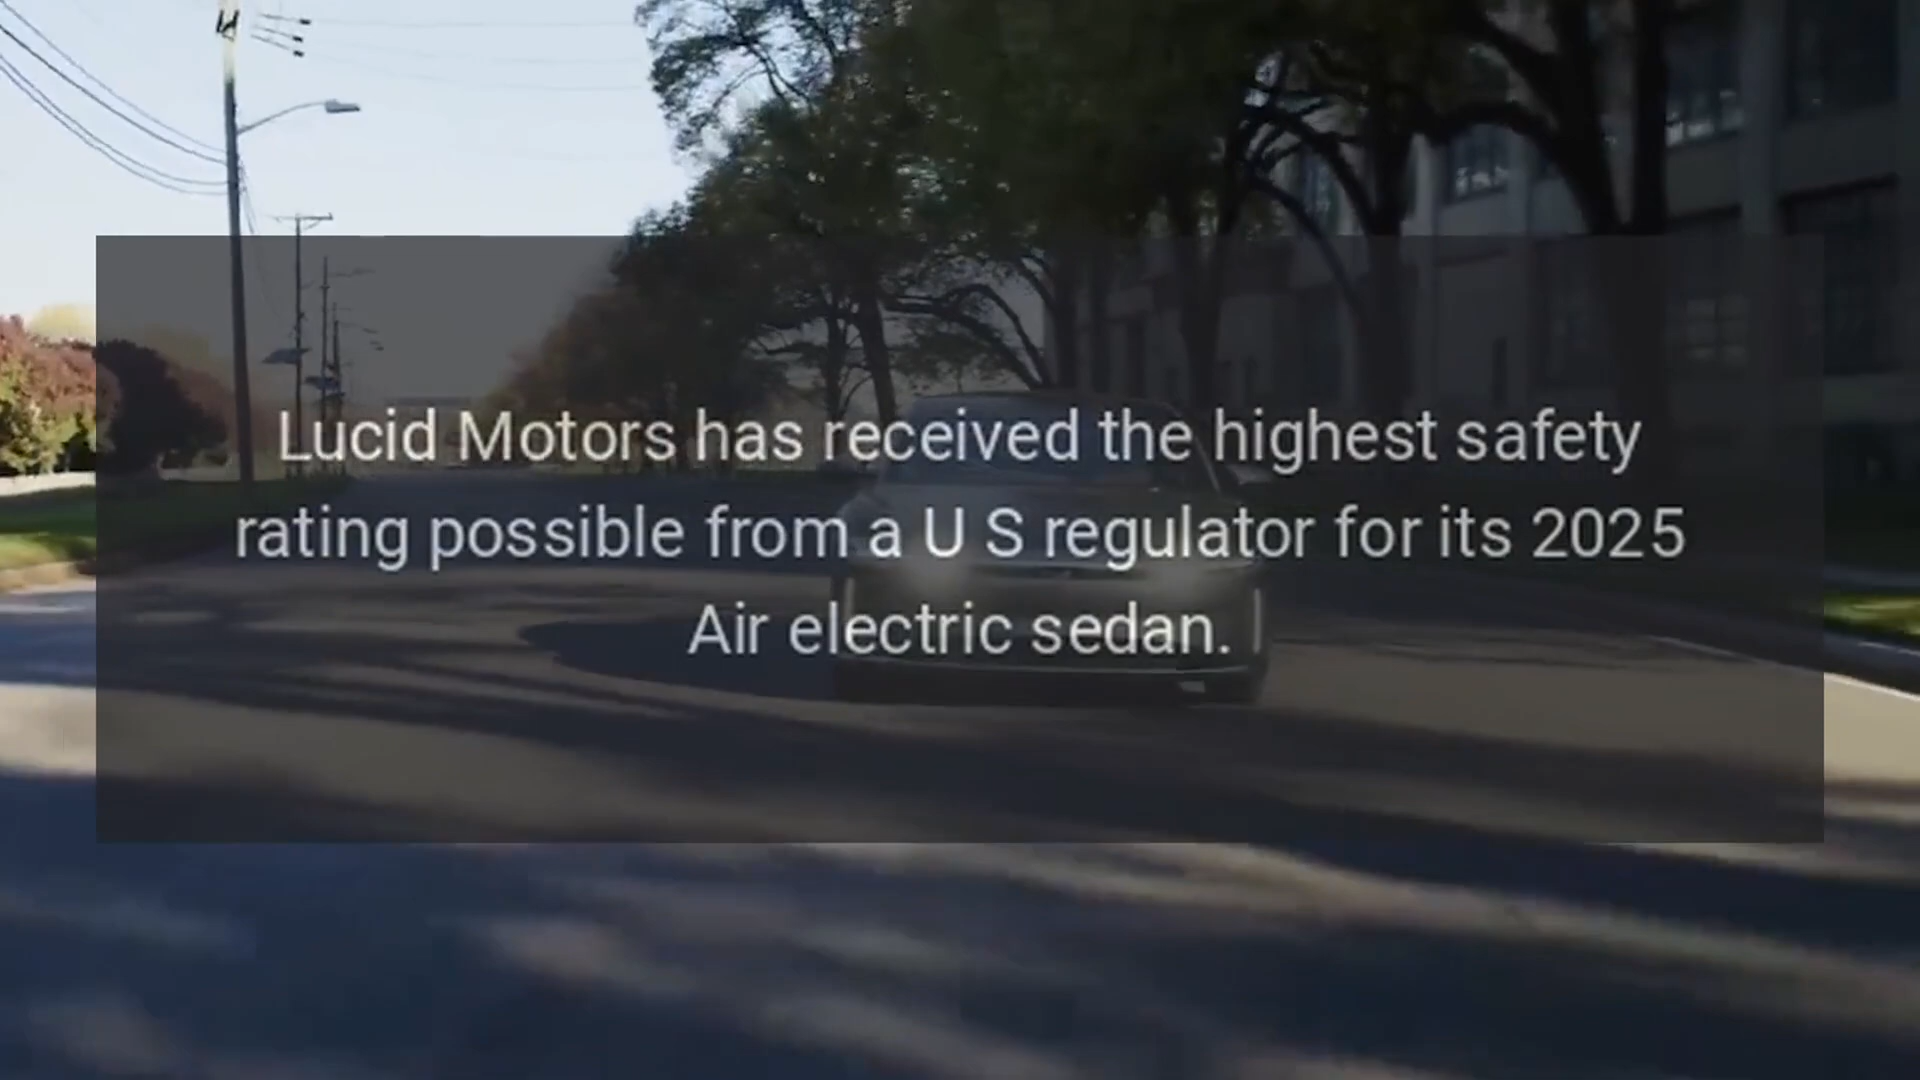 Lucid Motors has received the highest safety
rating possible from a U S regulator for its 2025
Air electric sedan.